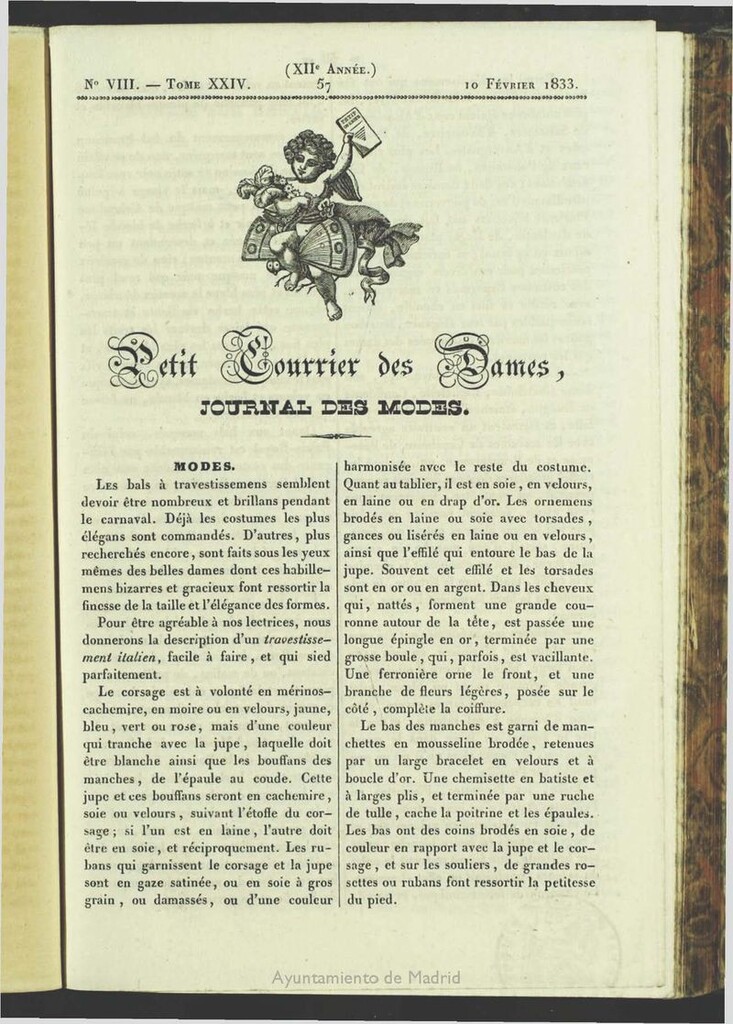 (XIIe Année.)
No VIII. — Tome XXIV. 57 10 Février 1833.
PETIT
Petit Courrier des Dames,
JOURNAL DES MODES.
MODES.
Les bals à travestissemens semblent
devoir être nombreux et brillans pendant
le carnaval. Déjà les costumes les plus
élégans sont commandés. D'autres, plus
recherchés encore, sont faits sous les yeux
mêmes des belles dames dont ces habille-
mens bizarres et gracieux font ressortir la
finesse de la taille et l'élégance des formes.
Pour être agréable à nos lectrices, nous
donnerons la description d'un travestisse-
ment italien, facile à faire, et qui sied
parfaitement.
Le corsage est à volonté en mérinos-
cachemire, en moire ou en velours, jaune,
bleu, vert ou rose, mais d'une couleur
qui tranche avec la jupe, laquelle doit
être blanche ainsi que les bouffans des
manches, de l'épaule au coude. Cette
jupe et ces bouffans seront en cachemire,
soie ou velours, suivant l'étoffe du cor-
sage; si l'un est en laine, l'autre doit
être en soie, et réciproquement. Les ru-
bans qui garnissent le corsage et la jupe
sont en gaze satinée, ou en soie à gros
grain, ou damassés, ou d'une couleur
harmonisée avec le reste du costume.
Quant au tablier, il est en soie, en velours,
en laine ou en drap d'or. Les ornemens
brodés en laine ou soie avec torsades,
gances ou lisérés en laine ou en velours,
ainsi que l'effilé qui entoure le bas de la
jupe. Souvent cet effilé et les torsades
sont en or ou en argent. Dans les cheveux
qui, nattés, forment une grande cou-
ronne autour de la tête, est passée une
longue épingle en or, terminée par une
grosse boule, qui, parfois, est vacillante.
Une ferronière orne le front, et une
branche de fleurs légères, posée sur le
côté, complète la coiffure.
Le bas des manches est garni de man-
chettes en mousseline brodée, retenues
par un large bracelet en velours et à
boucle d'or. Une chemisette en batiste et
à larges plis, et terminée par une ruche
de tulle, cache la poitrine et les épaules.
Les bas ont des coins brodés en soie, de
couleur en rapport avec la jupe et le cor-
sage, et sur les souliers, de grandes ro-
settes ou rubans font ressortir la petitesse
du pied.
Ayuntamiento de Madrid